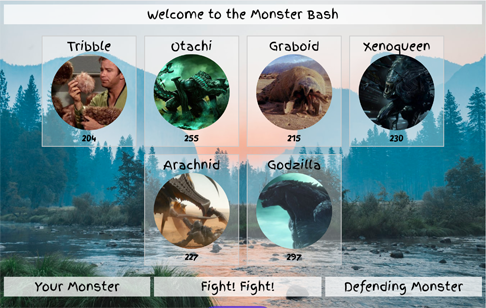 Welcome to the Monster Bash
Tribble
Otachi
Graboid
Xenoqueen
204
255
215
230
Arachnid
Godzilla
227
297
Your Monster
Fight! Fight!
Defending Monster